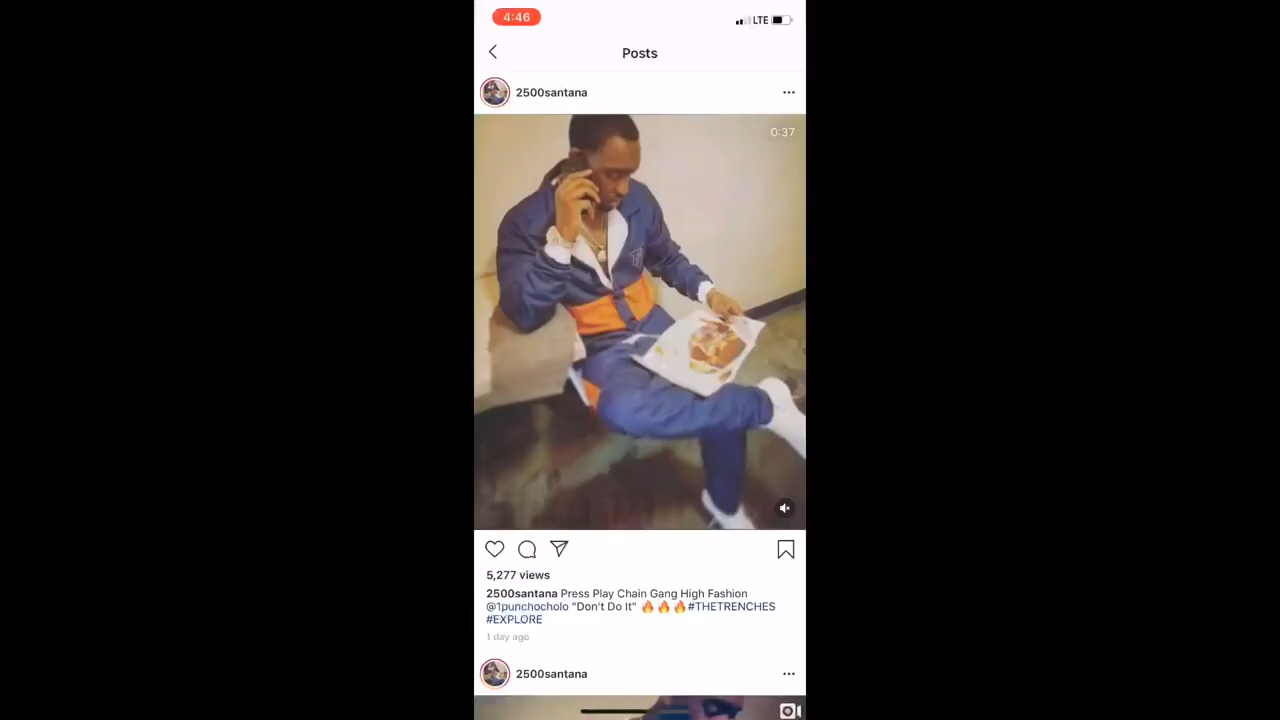 4:46
LTE
Posts
2500santana
0:37
5,277 views
2500santana Press Play Chain Gang High Fashion
@1punchocholo "Don't Do It" 🔥🔥🔥#THETRENCHES
#EXPLORE
1 day ago
2500santana